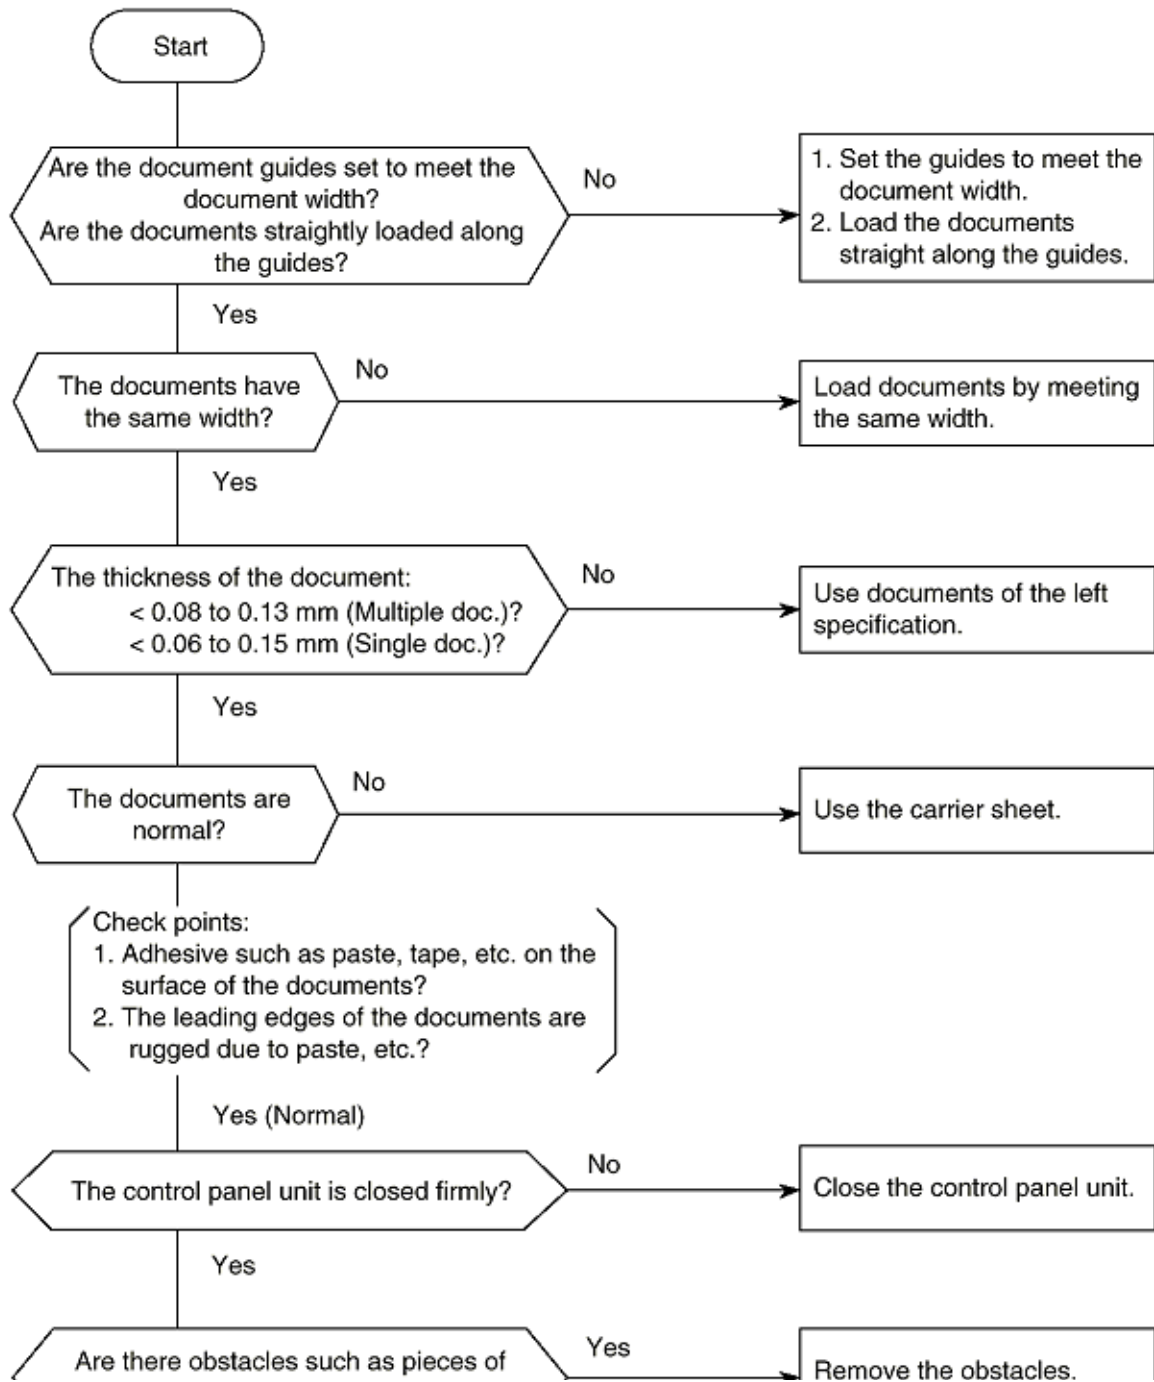 Start
Are the document guides set to meet the
document width?
Are the documents straightly loaded along
the guides?
No
1. Set the guides to meet the
document width.
2. Load the documents
straight along the guides.
Yes
The documents have
the same width?
No
Load documents by meeting
the same width.
Yes
The thickness of the document:
< 0.08 to 0.13 mm (Multiple doc.)?
< 0.06 to 0.15 mm (Single doc.)?
No
Use documents of the left
specification.
Yes
The documents are
normal?
No
Use the carrier sheet.
Check points:
1. Adhesive such as paste, tape, etc. on the
surface of the documents?
2. The leading edges of the documents are
rugged due to paste, etc.?
Yes (Normal)
The control panel unit is closed firmly?
No
Close the control panel unit.
Yes
Are there obstacles such as pieces of
Yes
Remove the obstacles.